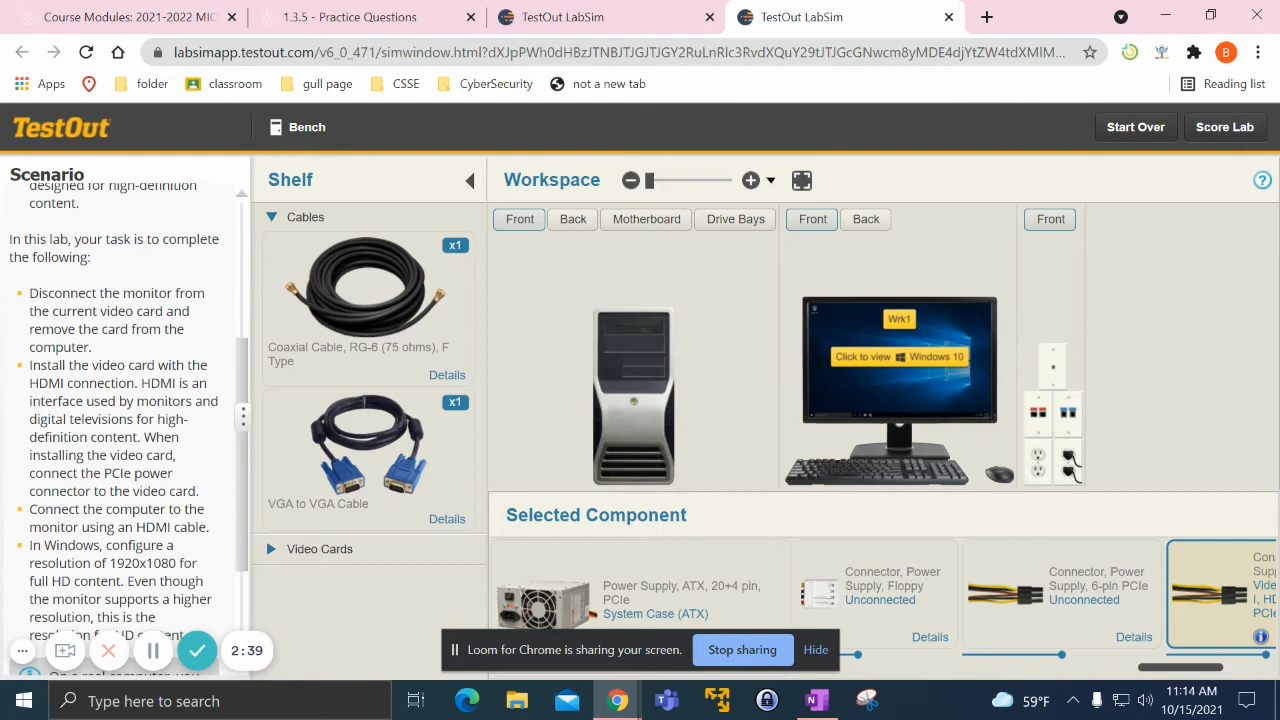 1.3.5 - Practice Questions
TestOut LabSim
TestOut LabSim
Course Modules: 2021-2022 MIC
labsimapp.testout.com/v6_0_471/simwindow.html?
Apps
folder
classroom
gull page
CSSE
CyberSecurity
not a new tab
Reading list
B
TestOut
Bench
Start Over
Score Lab
Scenario
designed for high-definition
content.
In this lab, your task is to complete
the following:
Disconnect the monitor from
the current video card and
remove the card from the
computer.
Install the video card with the
HDMI connection. HDMI is an
interface used by monitors and
digital televisions for high-
definition content. When
installing the video card,
connect the PCIe power
connector to the video card.
Connect the computer to the
monitor using an HDMI cable.
In Windows, configure a
resolution of 1920x1080 for
full HD content. Even though
the monitor supports a higher
resolution, this is the
Shelf
Cables
x1
Coaxial Cable, RG-6 (75 ohms), F
Type
Details
x1
VGA to VGA Cable
Details
Video Cards
Workspace
Front Back Motherboard Drive Bays
Front Back
Front
Wrk1
Click to view Windows 10
Selected Component
Power Supply, ATX, 20+4 pin,
PCIe
System Case (ATX)
Connector, Power
Supply, Floppy
Unconnected
Details
Connector, Power
Supply, 6-pin PCIe
Unconnected
Details
Con
Supp
Vide
I, HD
PCIe
2:39
Loom for Chrome is sharing your screen.
Stop sharing
Hide
Type here to search
59°F
11:14 AM
10/15/2021